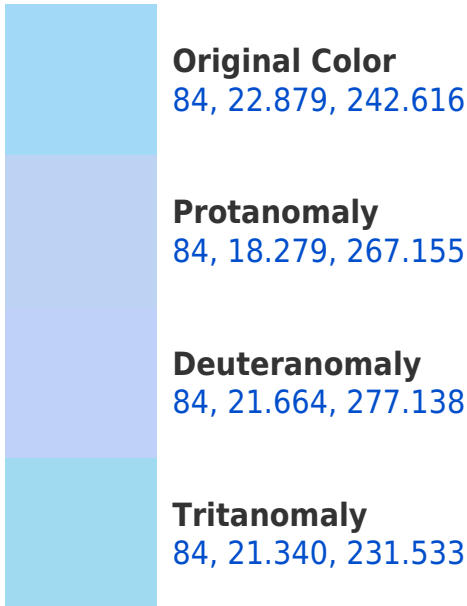 Original Color
84, 22.879, 242.616
Protanomaly
84, 18.279, 267.155
Deuteranomaly
84, 21.664, 277.138
Tritanomaly
84, 21.340, 231.533